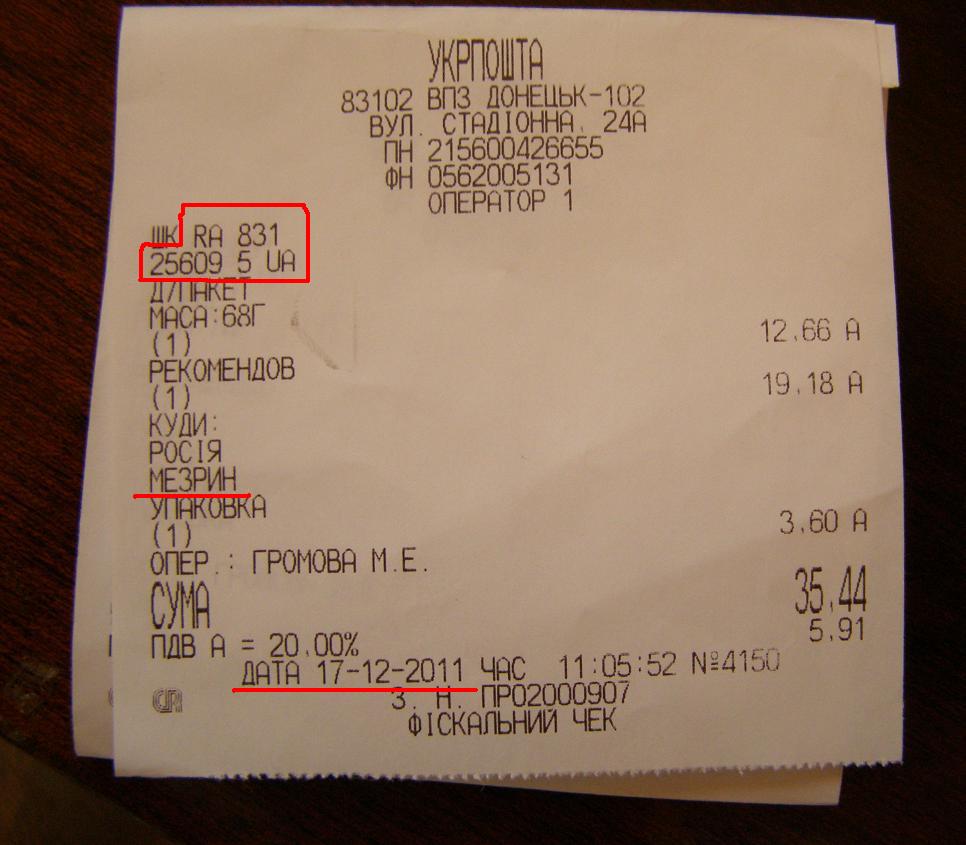 УКРПОШТА
83102 ВПЗ ДОНЕЦЬК-102
ВУЛ. СТАДІОННА, 24А
ПН 215600426655
ФН 0562005131
ОПЕРАТОР 1
ШК RA 831
25609 5 UA
Д/ПАКЕТ
МАСА:68Г
(1) 12,66 А
РЕКОМЕНДОВ
(1) 19,18 А
КУДИ:
РОСІЯ
МЕЗРИН
УПАКОВКА
(1) 3,60 А
ОПЕР.: ГРОМОВА М.Е.
СУМА 35,44
ПДВ А = 20,00% 5,91
ДАТА 17-12-2011 ЧАС 11:05:52 №4150
З. Н. ПР02000907
ФІСКАЛЬНИЙ ЧЕК